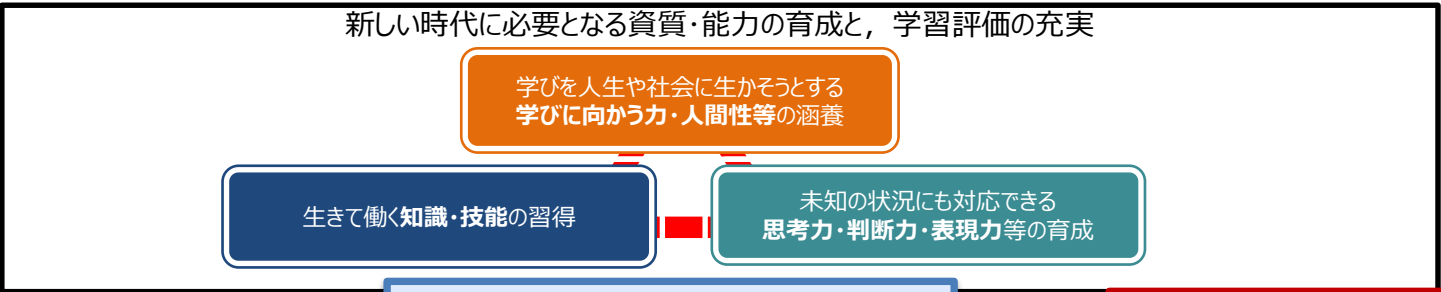 新しい時代に必要となる資質・能力の育成と，学習評価の充実
学びを人生や社会に生かそうとする
学びに向かう力・人間性等の涵養
生きて働く知識・技能の習得
未知の状況にも対応できる
思考力・判断力・表現力等の育成